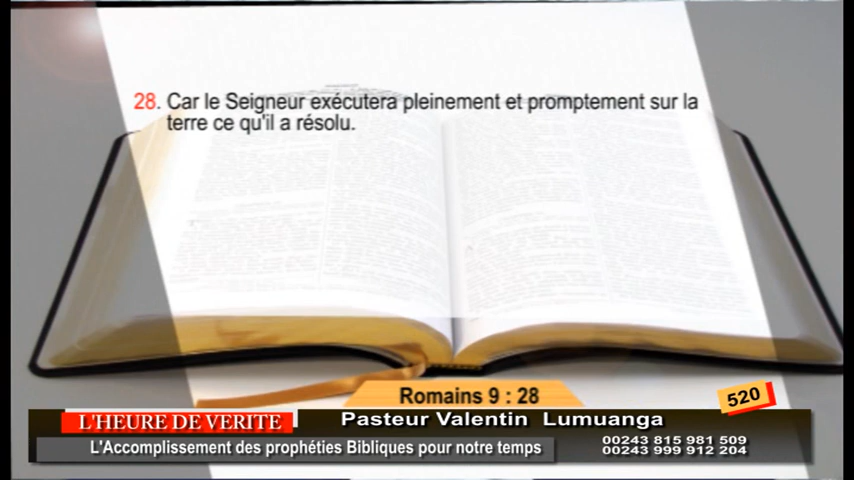 28. Car le Seigneur exécutera pleinement et promptement sur la
terre ce qu'il a résolu.
Romains 9 : 28
520
L'HEURE DE VERITE
Pasteur Valentin Lumuanga
L'Accomplissement des prophéties Bibliques pour notre temps
00243 815 981 509
00243 999 912 204